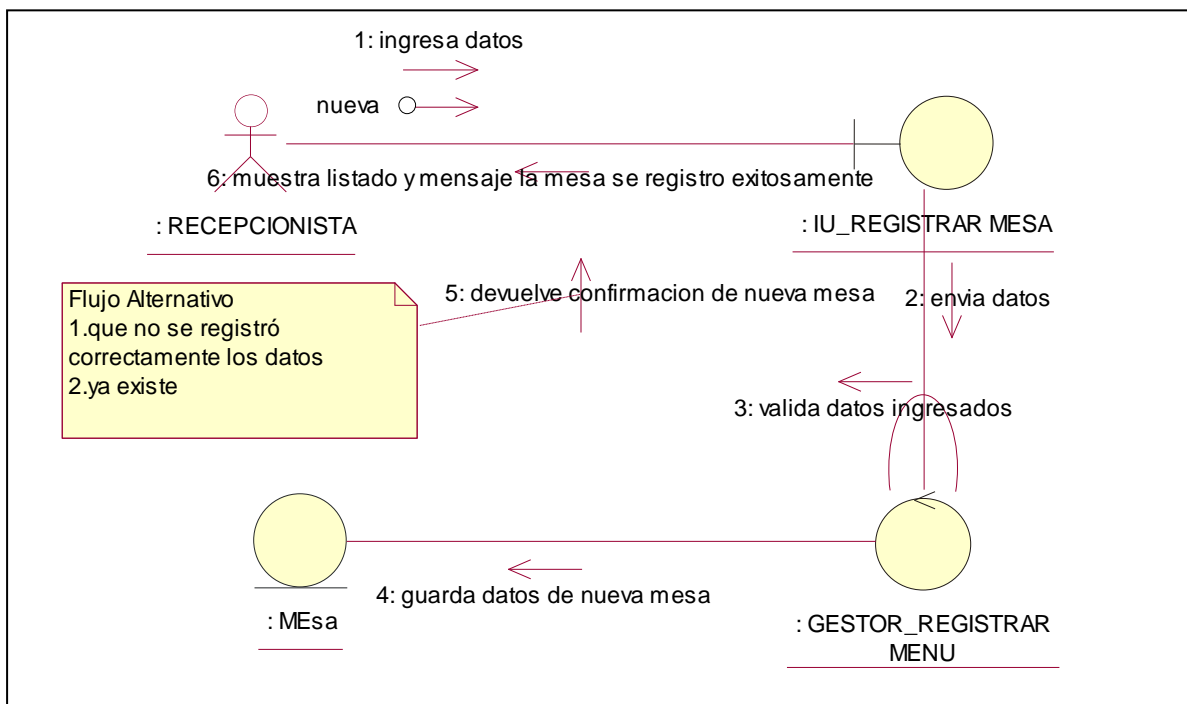 1: ingresa datos
nueva
6: muestra listado y mensaje la mesa se registro exitosamente
: RECEPCIONISTA
: IU_REGISTRAR MESA
Flujo Alternativo
1.que no se registró
correctamente los datos
2.ya existe
5: devuelve confirmacion de nueva mesa
2: envia datos
3: valida datos ingresados
4: guarda datos de nueva mesa
: MEsa
: GESTOR_REGISTRAR
MENU